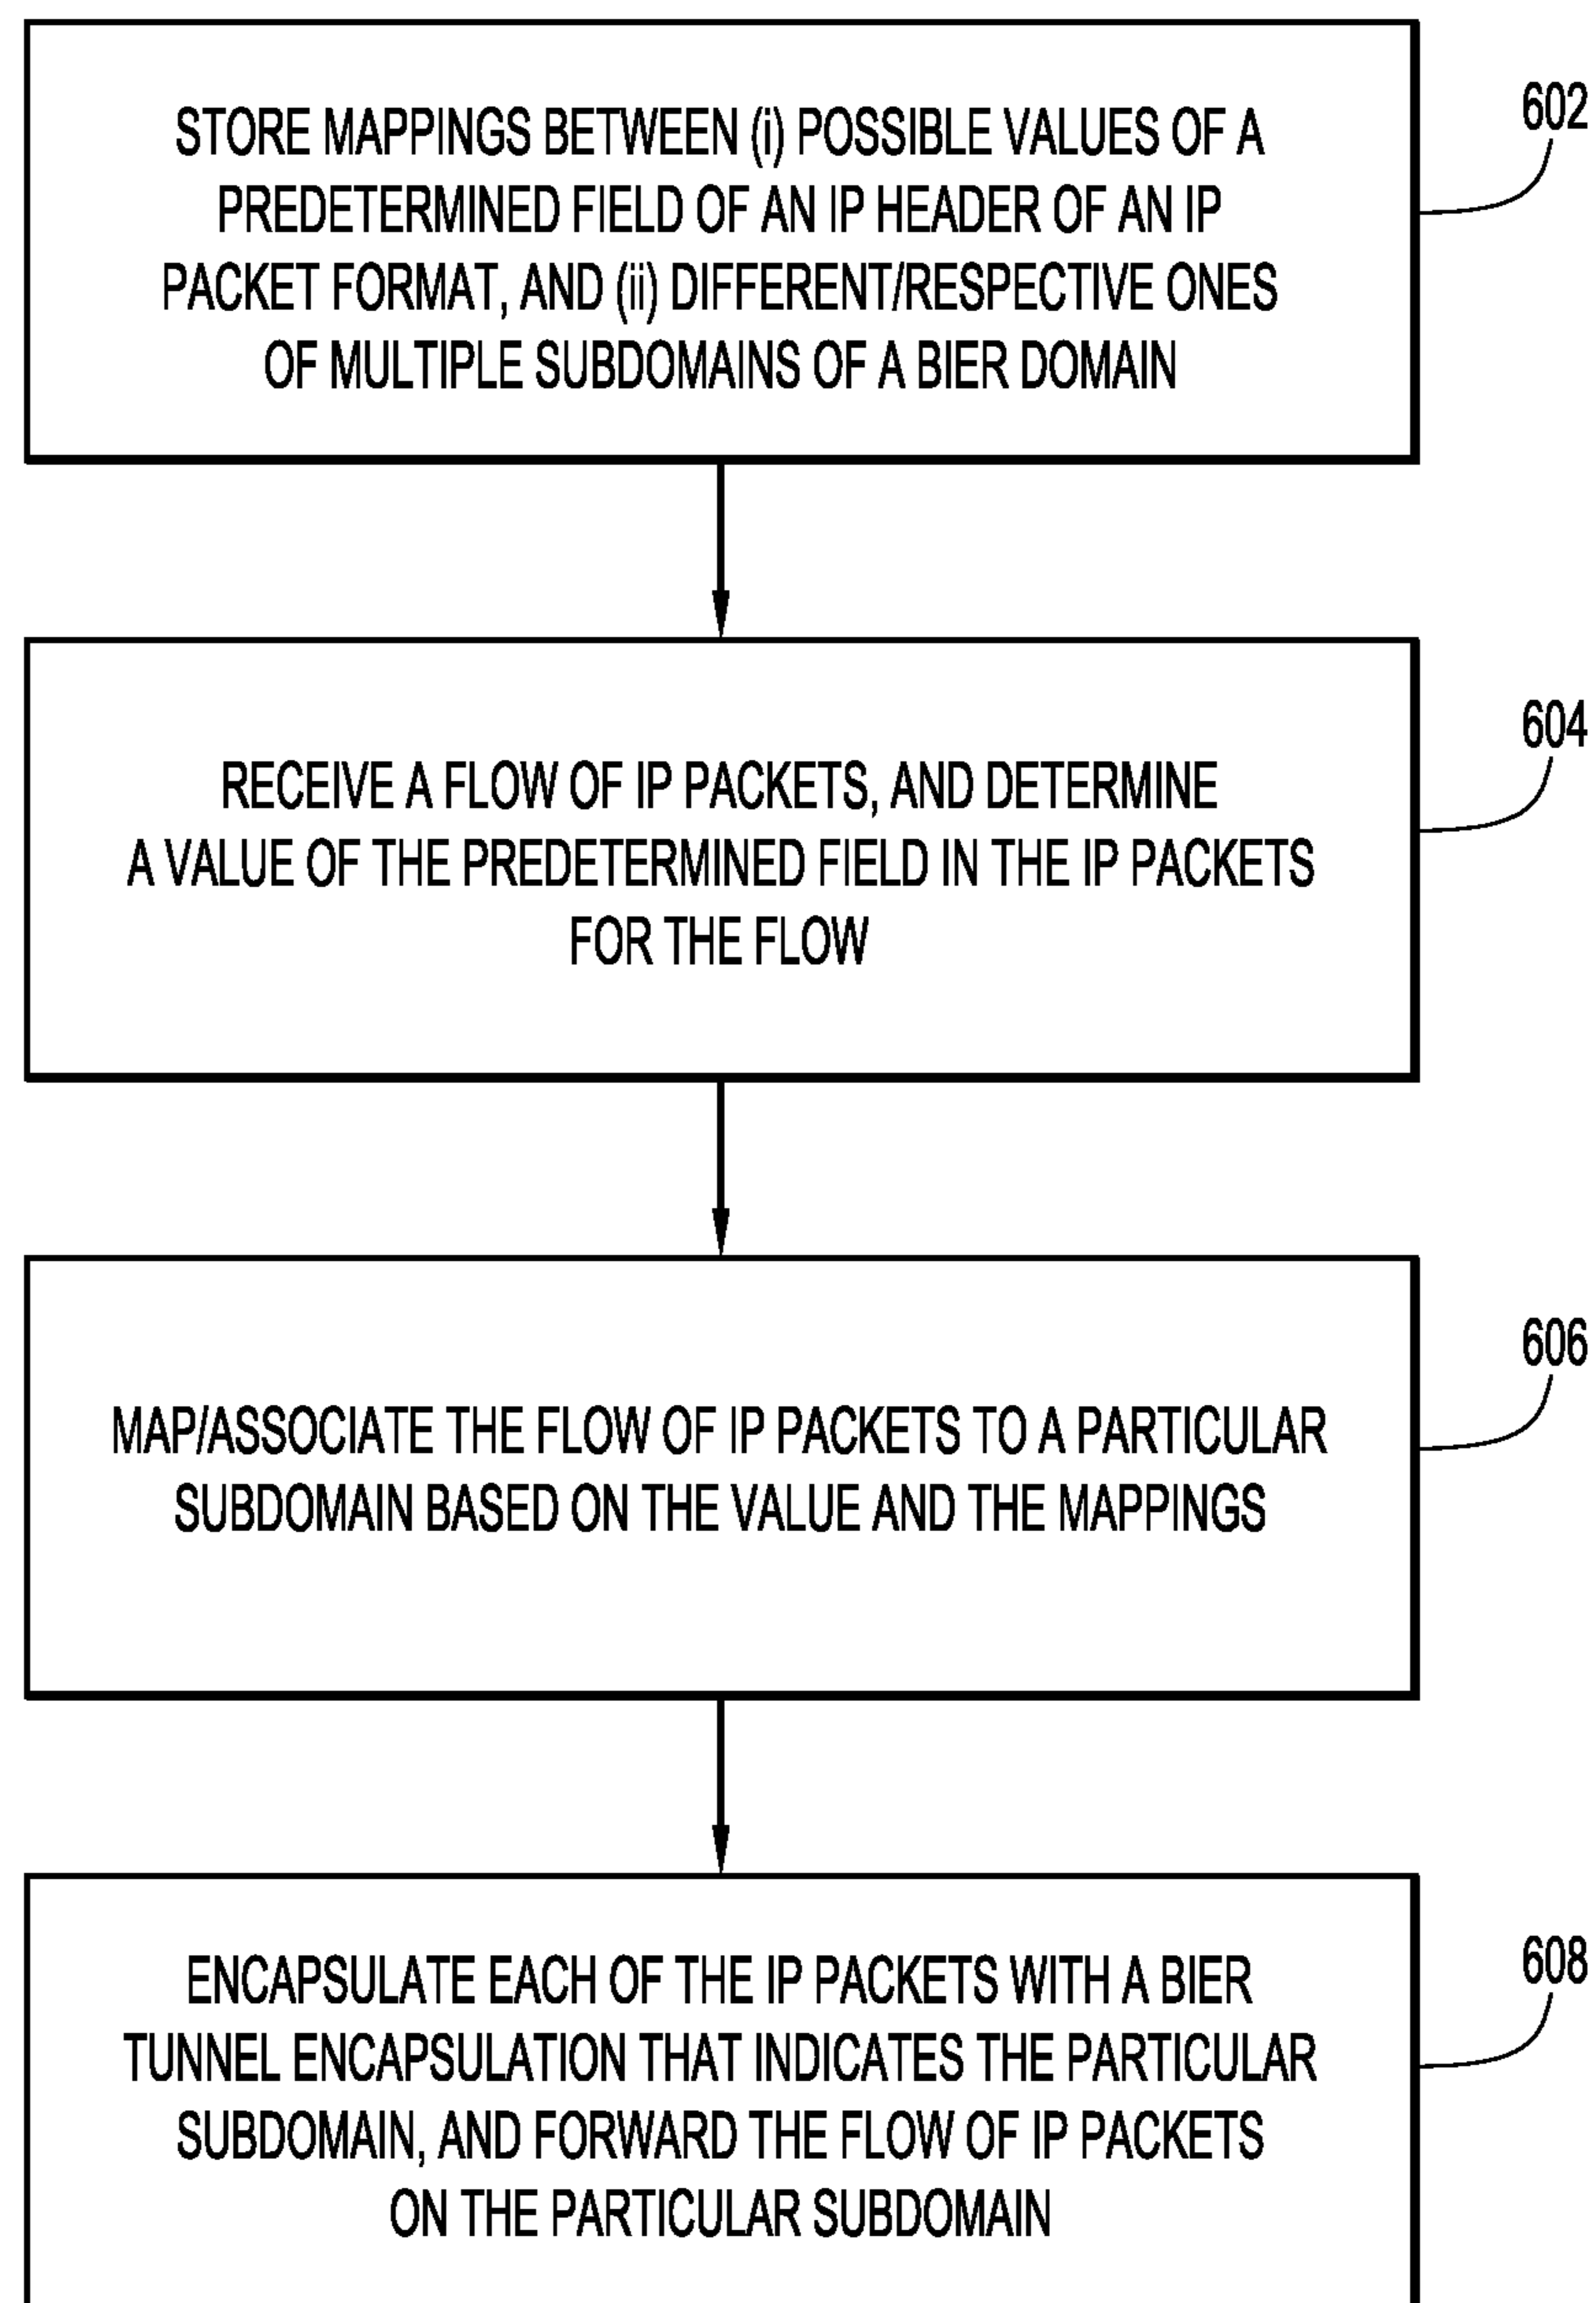 STORE MAPPINGS BETWEEN (i) POSSIBLE VALUES OF A
PREDETERMINED FIELD OF AN IP HEADER OF AN IP
PACKET FORMAT, AND (ii) DIFFERENT/RESPECTIVE ONES
OF MULTIPLE SUBDOMAINS OF A BIER DOMAIN
602
RECEIVE A FLOW OF IP PACKETS, AND DETERMINE
A VALUE OF THE PREDETERMINED FIELD IN THE IP PACKETS
FOR THE FLOW
604
MAP/ASSOCIATE THE FLOW OF IP PACKETS TO A PARTICULAR
SUBDOMAIN BASED ON THE VALUE AND THE MAPPINGS
606
ENCAPSULATE EACH OF THE IP PACKETS WITH A BIER
TUNNEL ENCAPSULATION THAT INDICATES THE PARTICULAR
SUBDOMAIN, AND FORWARD THE FLOW OF IP PACKETS
ON THE PARTICULAR SUBDOMAIN
608